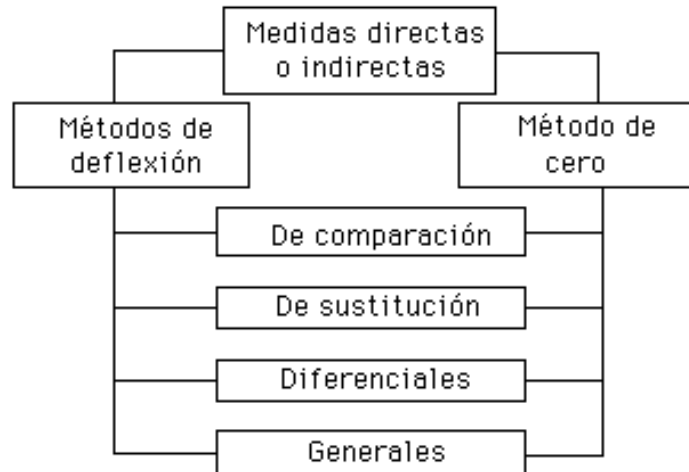 Medidas directas
o indirectas
Métodos de
deflexión
Método de
cero
De comparación
De sustitución
Diferenciales
Generales